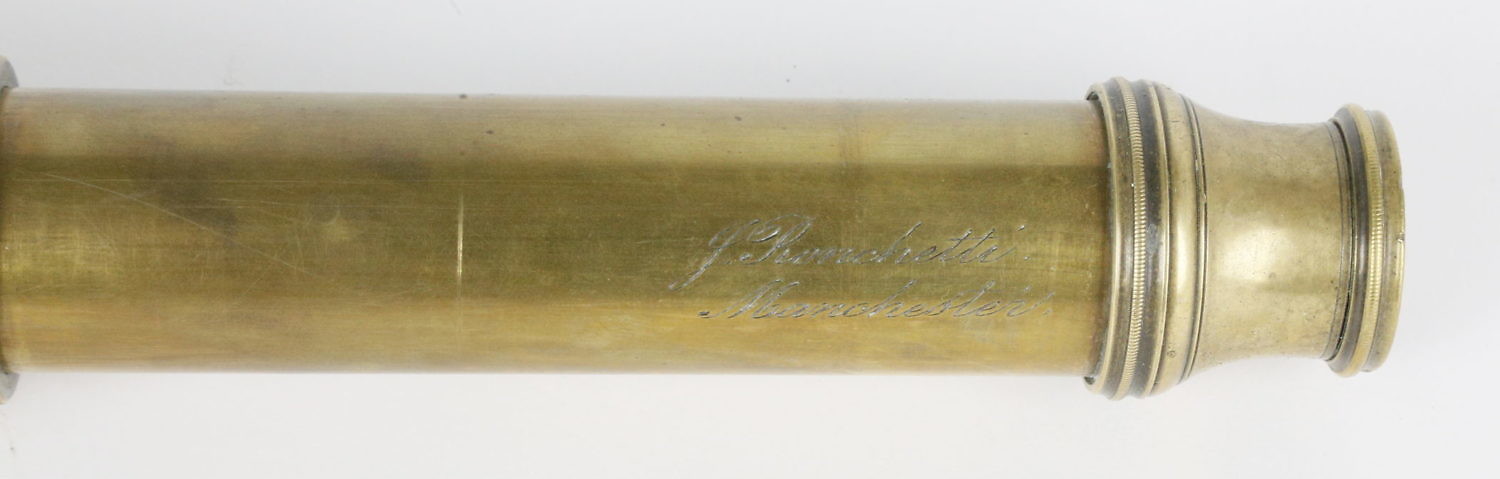 J. Ronchetti.
Manchester.